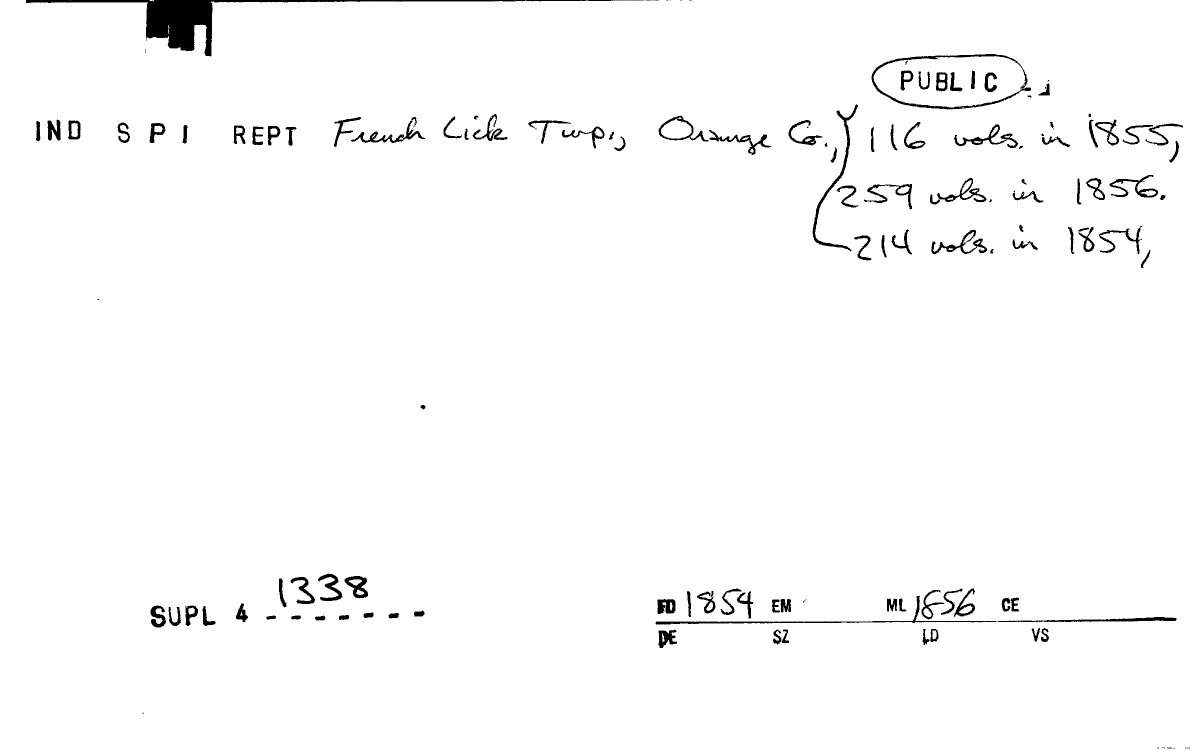 PUBLIC
IND S P I REPT French Lick Twp., Orange Co., 116 vols. in 1855,
259 vols. in 1856.
214 vols. in 1854,
1338
SUPL 4 -------
FD 1854 EM ML 1856 CE
DE SZ LD VS